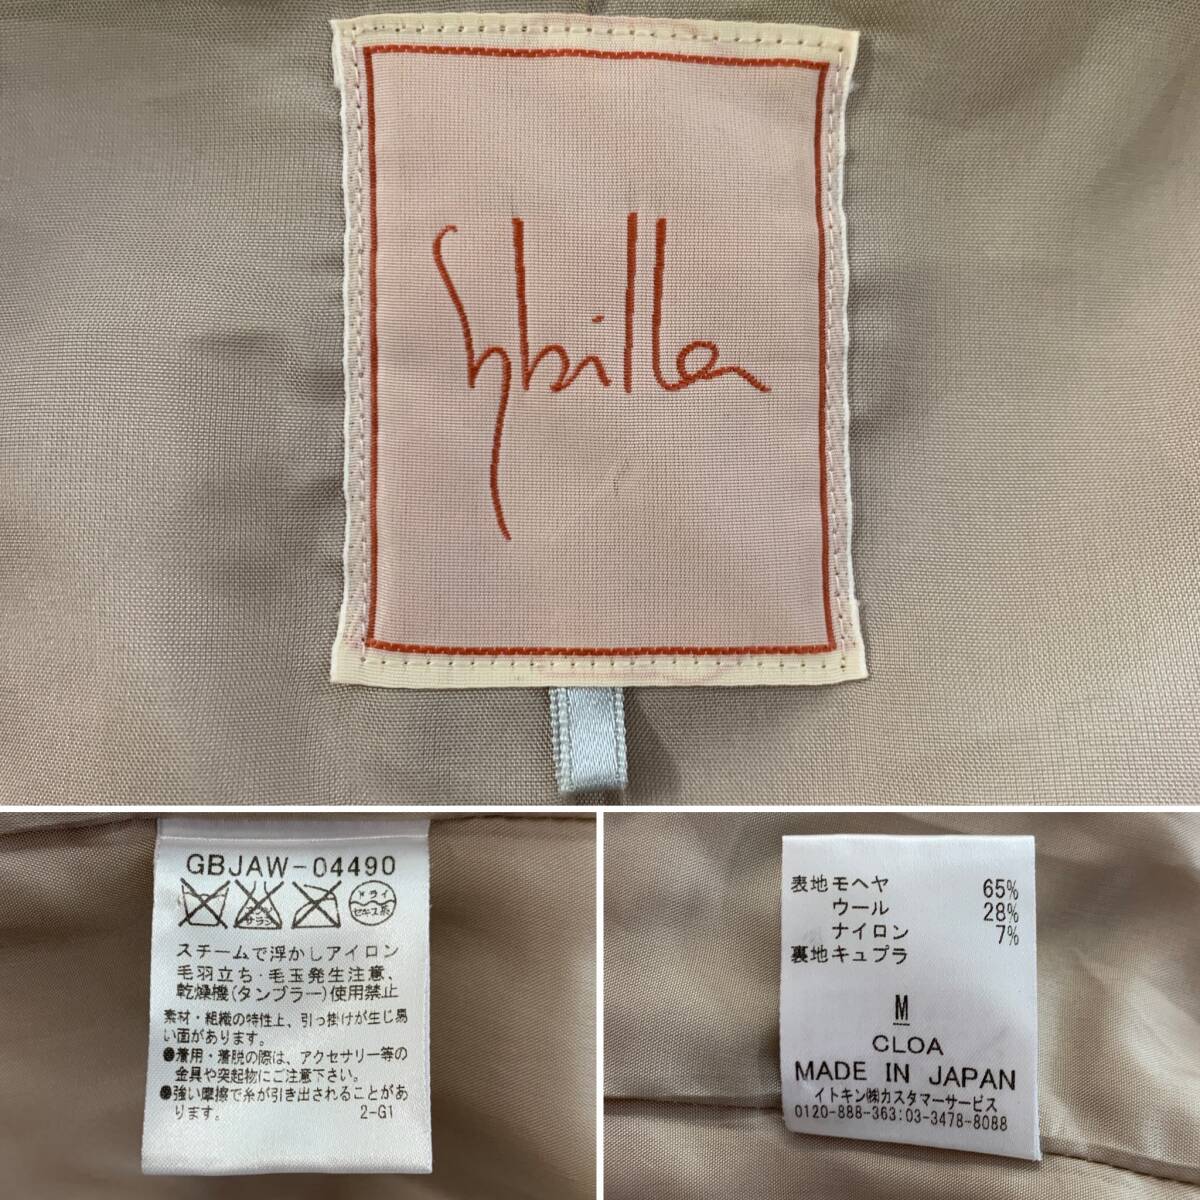 Sybilla
GBJAW-04490
ドライ
セキユ系
スチームで浮かしアイロン
毛羽立ち・毛玉発生注意、
乾燥機(タンブラー)使用禁止
素材・組織の特性上、引っ掛けが生じ易
い面があります。
●着用・着脱の際は、アクセサリー等の
金具や突起物にご注意下さい。
●強い摩擦で糸が引き出されることがあ
ります。 2-G1
表地 モヘヤ 65%
ウール 28%
ナイロン 7%
裏地 キュプラ
M
CLOA
MADE IN JAPAN
イトキン㈱カスタマーサービス
0120-888-363:03-3478-8088